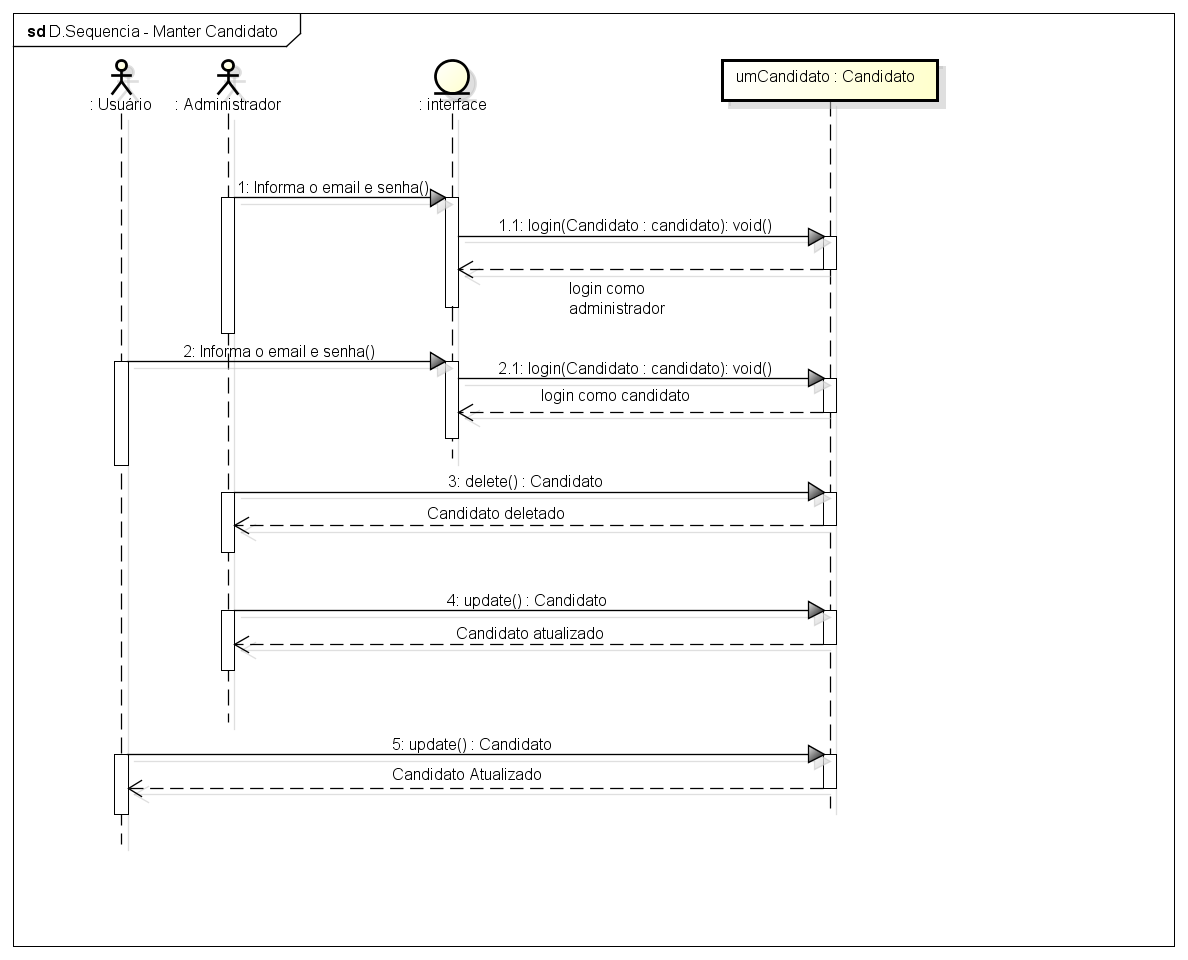 sd D.Sequencia - Manter Candidato
: Usuário
: Administrador
: interface
umCandidato : Candidato
1: Informa o email e senha()
1.1: login(Candidato : candidato): void()
login como
administrador
2: Informa o email e senha()
2.1: login(Candidato : candidato): void()
login como candidato
3: delete() : Candidato
Candidato deletado
4: update() : Candidato
Candidato atualizado
5: update() : Candidato
Candidato Atualizado